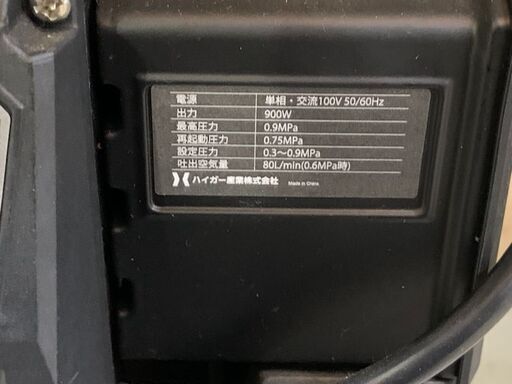 電源 単相・交流100V 50/60Hz
出力 900W
最高圧力 0.9MPa
再起動圧力 0.75MPa
設定圧力 0.3～0.9MPa
吐出空気量 80L/min(0.6MPa時)
ハイガー産業株式会社 Made in China